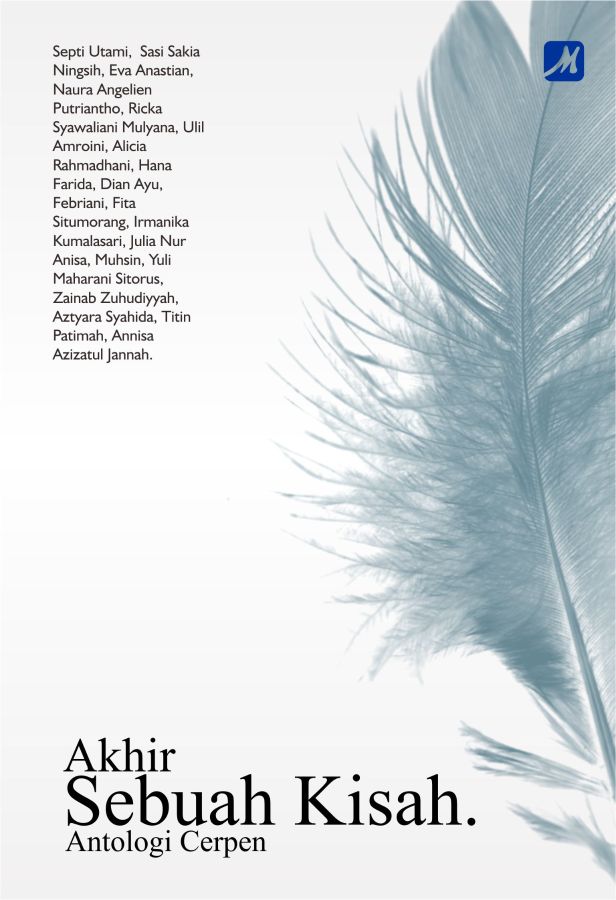 Septi Utami, Sasi Sakia
Ningsih, Eva Anastian,
Naura Angelien
Putriantho, Ricka
Syawaliani Mulyana, Ulil
Amroini, Alicia
Rahmadhani, Hana
Farida, Dian Ayu,
Febriani, Fita
Situmorang, Irmanika
Kumalasari, Julia Nur
Anisa, Muhsin, Yuli
Maharani Sitorus,
Zainab Zuhudiyyah,
Aztyara Syahida, Titin
Patimah, Annisa
Azizatul Jannah.
M
Akhir
Sebuah Kisah.
Antologi Cerpen